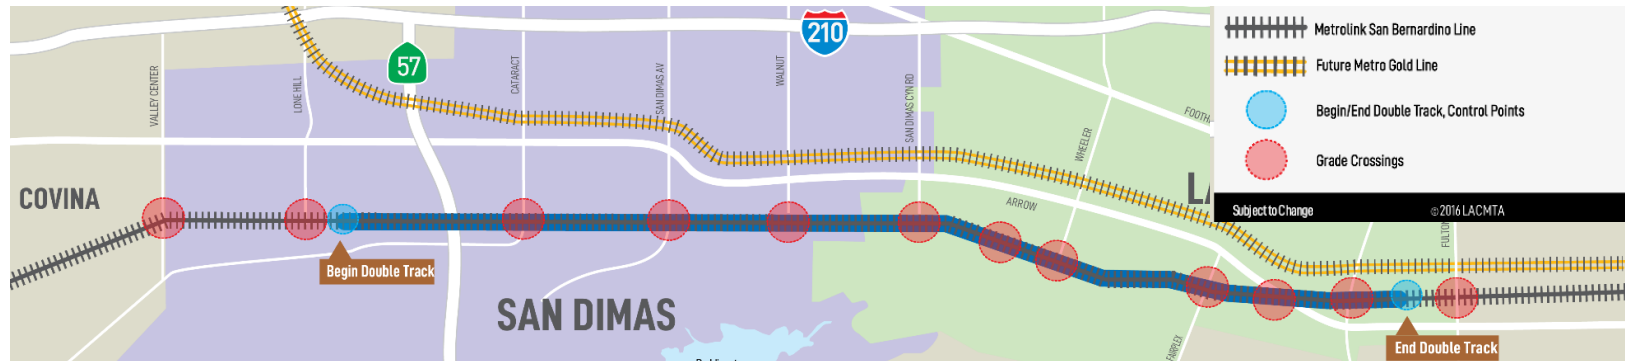 210
Metrolink San Bernardino Line
57
Future Metro Gold Line
VALLEY CENTER
LONE HILL
CATARACT
SAN DIMAS AV
WALNUT
SAN DIMAS CYN RD
Begin/End Double Track, Control Points
FOOTH
WHEELER
Grade Crossings
COVINA
LA
ARROW
Subject to Change
©2016 LACMTA
FULTON
Begin Double Track
SAN DIMAS
End Double Track
FAIRPLEX